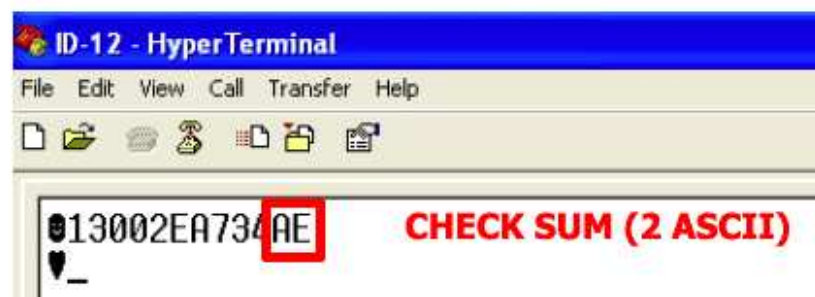 ID-12 - HyperTerminal
File Edit View Call Transfer Help
☻13002EA734AE CHECK SUM (2 ASCII)
♥_